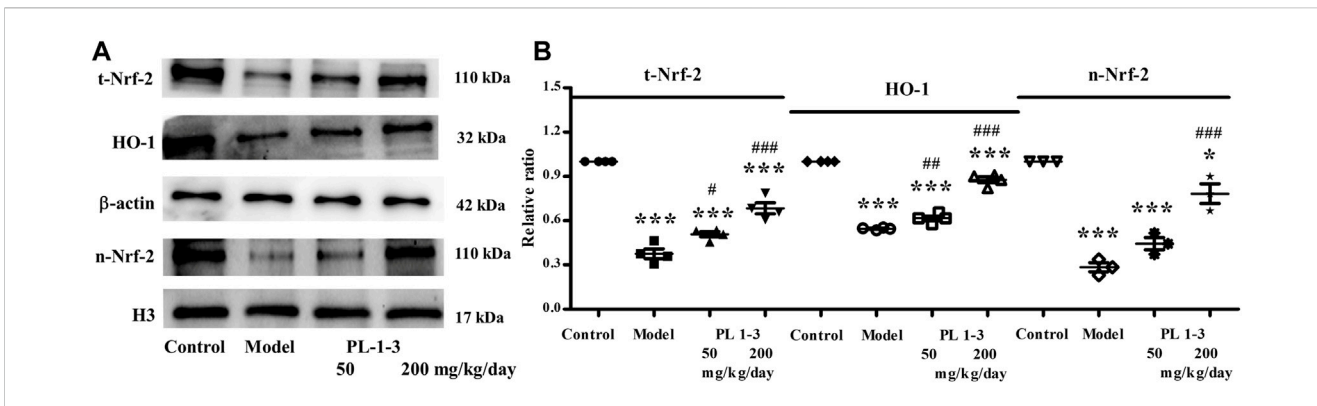 A
t-Nrf-2
110 kDa
HO-1
32 kDa
β-actin
42 kDa
n-Nrf-2
110 kDa
H3
17 kDa
Control Model PL-1-3
50 200 mg/kg/day
B
t-Nrf-2 HO-1 n-Nrf-2
Relative ratio
1.5
1.2
0.9
0.6
0.3
0.0
***
#
***
###
***
***
##
***
###
***
***
***
###
*
Control Model PL 1-3 Control Model PL 1-3 Control Model PL 1-3
50 200 50 200 50 200
mg/kg/day mg/kg/day mg/kg/day